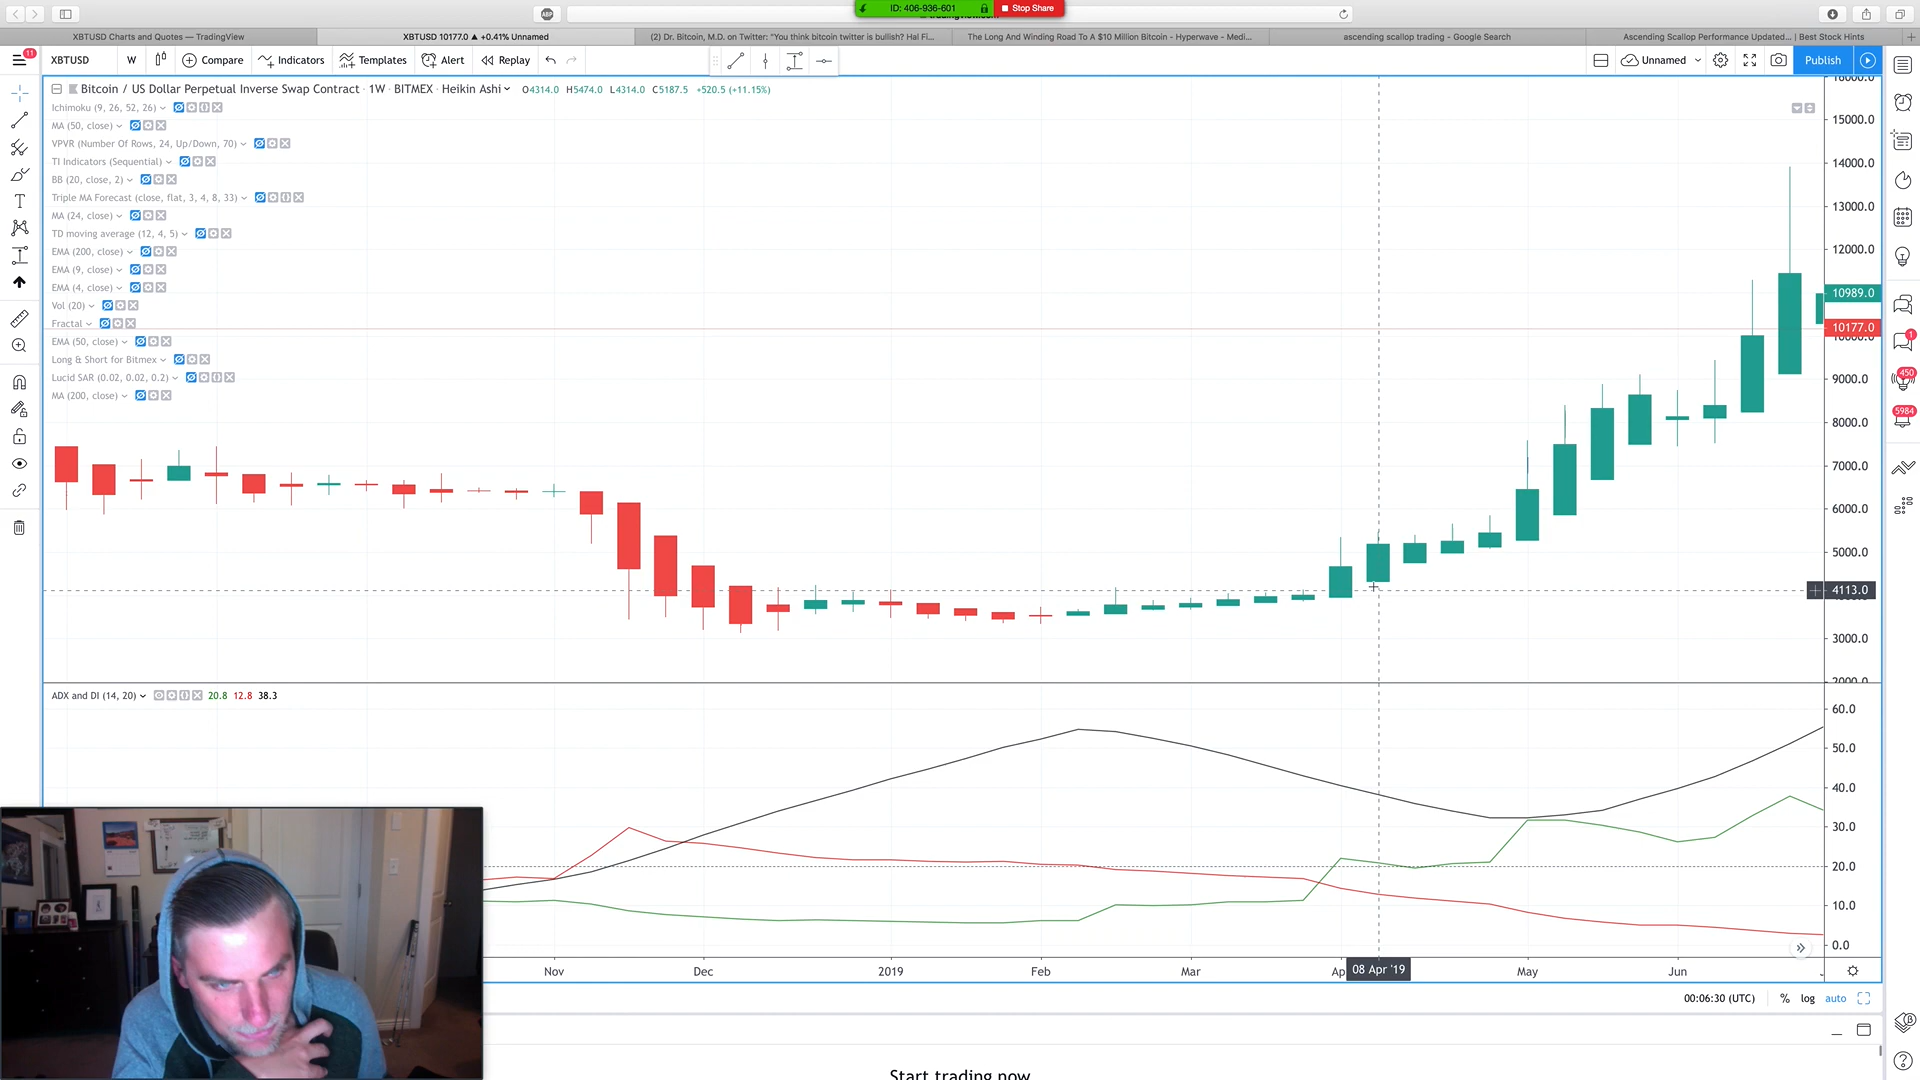 ID: 406-936-601
Stop Share
XBTUSD Charts and Quotes — TradingView
XBTUSD 10177.0 ▲ +0.41% Unnamed
(2) Dr. Bitcoin, M.D. on Twitter: "You think bitcoin twitter is bullish? Hal Fi...
The Long And Winding Road To A $10 Million Bitcoin - Hyperwave - Medi...
ascending scallop trading - Google Search
Ascending Scallop Performance Updated... | Best Stock Hints
11
XBTUSD
W
Compare
Indicators
Templates
Alert
Replay
Unnamed
Publish
Bitcoin / US Dollar Perpetual Inverse Swap Contract · 1W · BITMEX · Heikin Ashi
O4314.0 H5474.0 L4314.0 C5187.5 +520.5 (+11.15%)
Ichimoku (9, 26, 52, 26)
MA (50, close)
VPVR (Number Of Rows, 24, Up/Down, 70)
TI Indicators (Sequential)
BB (20, close, 2)
Triple MA Forecast (close, flat, 3, 4, 8, 33)
MA (24, close)
TD moving average (12, 4, 5)
EMA (200, close)
EMA (9, close)
EMA (4, close)
Vol (20)
Fractal
EMA (50, close)
Long & Short for Bitmex
Lucid SAR (0.02, 0.02, 0.2)
MA (200, close)
16000.0
15000.0
14000.0
13000.0
12000.0
10989.0
10177.0
10000.0
9000.0
8000.0
7000.0
6000.0
5000.0
4113.0
3000.0
2000.0
1
450
5984
ADX and DI (14, 20)
20.8 12.8 38.3
60.0
50.0
40.0
30.0
20.0
10.0
0.0
Nov
Dec
2019
Feb
Mar
Ap
08 Apr '19
May
Jun
00:06:30 (UTC)
%
log
auto
Start trading now